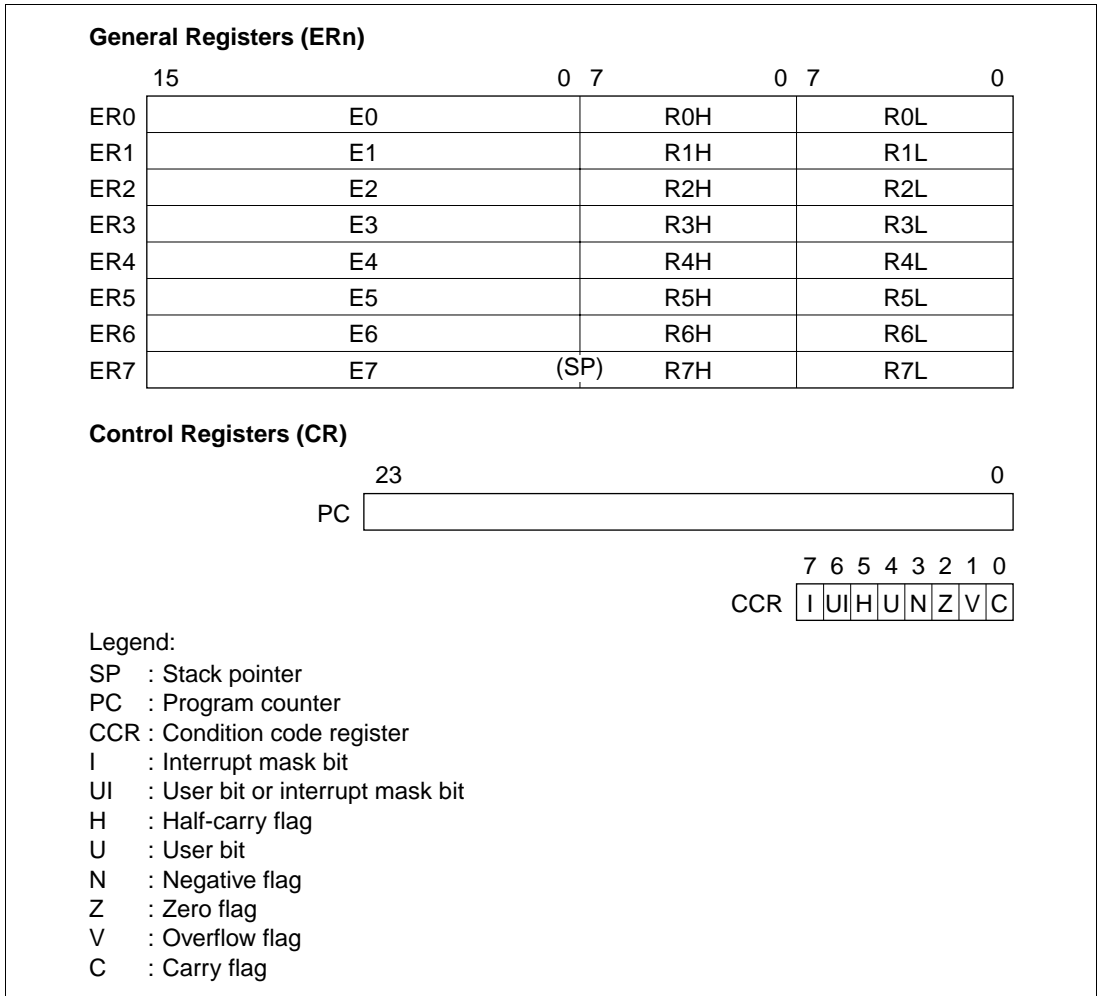 General Registers (ERn)
15 0 7 0 7 0
ER0 E0 R0H R0L
ER1 E1 R1H R1L
ER2 E2 R2H R2L
ER3 E3 R3H R3L
ER4 E4 R4H R4L
ER5 E5 R5H R5L
ER6 E6 R6H R6L
ER7 E7 (SP) R7H R7L
Control Registers (CR)
23 0
PC
7 6 5 4 3 2 1 0
CCR I UI H U N Z V C
Legend:
SP : Stack pointer
PC : Program counter
CCR : Condition code register
I : Interrupt mask bit
UI : User bit or interrupt mask bit
H : Half-carry flag
U : User bit
N : Negative flag
Z : Zero flag
V : Overflow flag
C : Carry flag